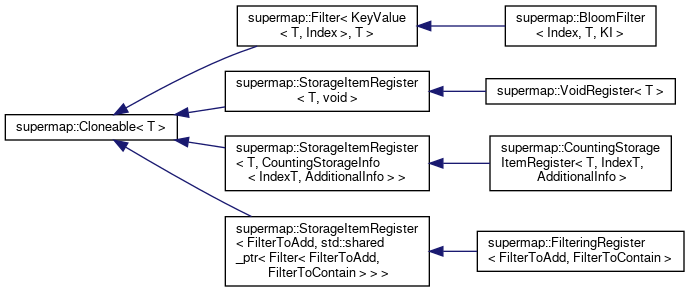 supermap::Filter< KeyValue
< T, Index >, T >
supermap::BloomFilter
< Index, T, KI >
supermap::StorageItemRegister
< T, void >
supermap::VoidRegister< T >
supermap::Cloneable< T >
supermap::StorageItemRegister
< T, CountingStorageInfo
< IndexT, AdditionalInfo > >
supermap::CountingStorage
ItemRegister< T, IndexT,
AdditionalInfo >
supermap::StorageItemRegister
< FilterToAdd, std::shared
_ptr< Filter< FilterToAdd,
FilterToContain > > >
supermap::FilteringRegister
< FilterToAdd, FilterToContain >